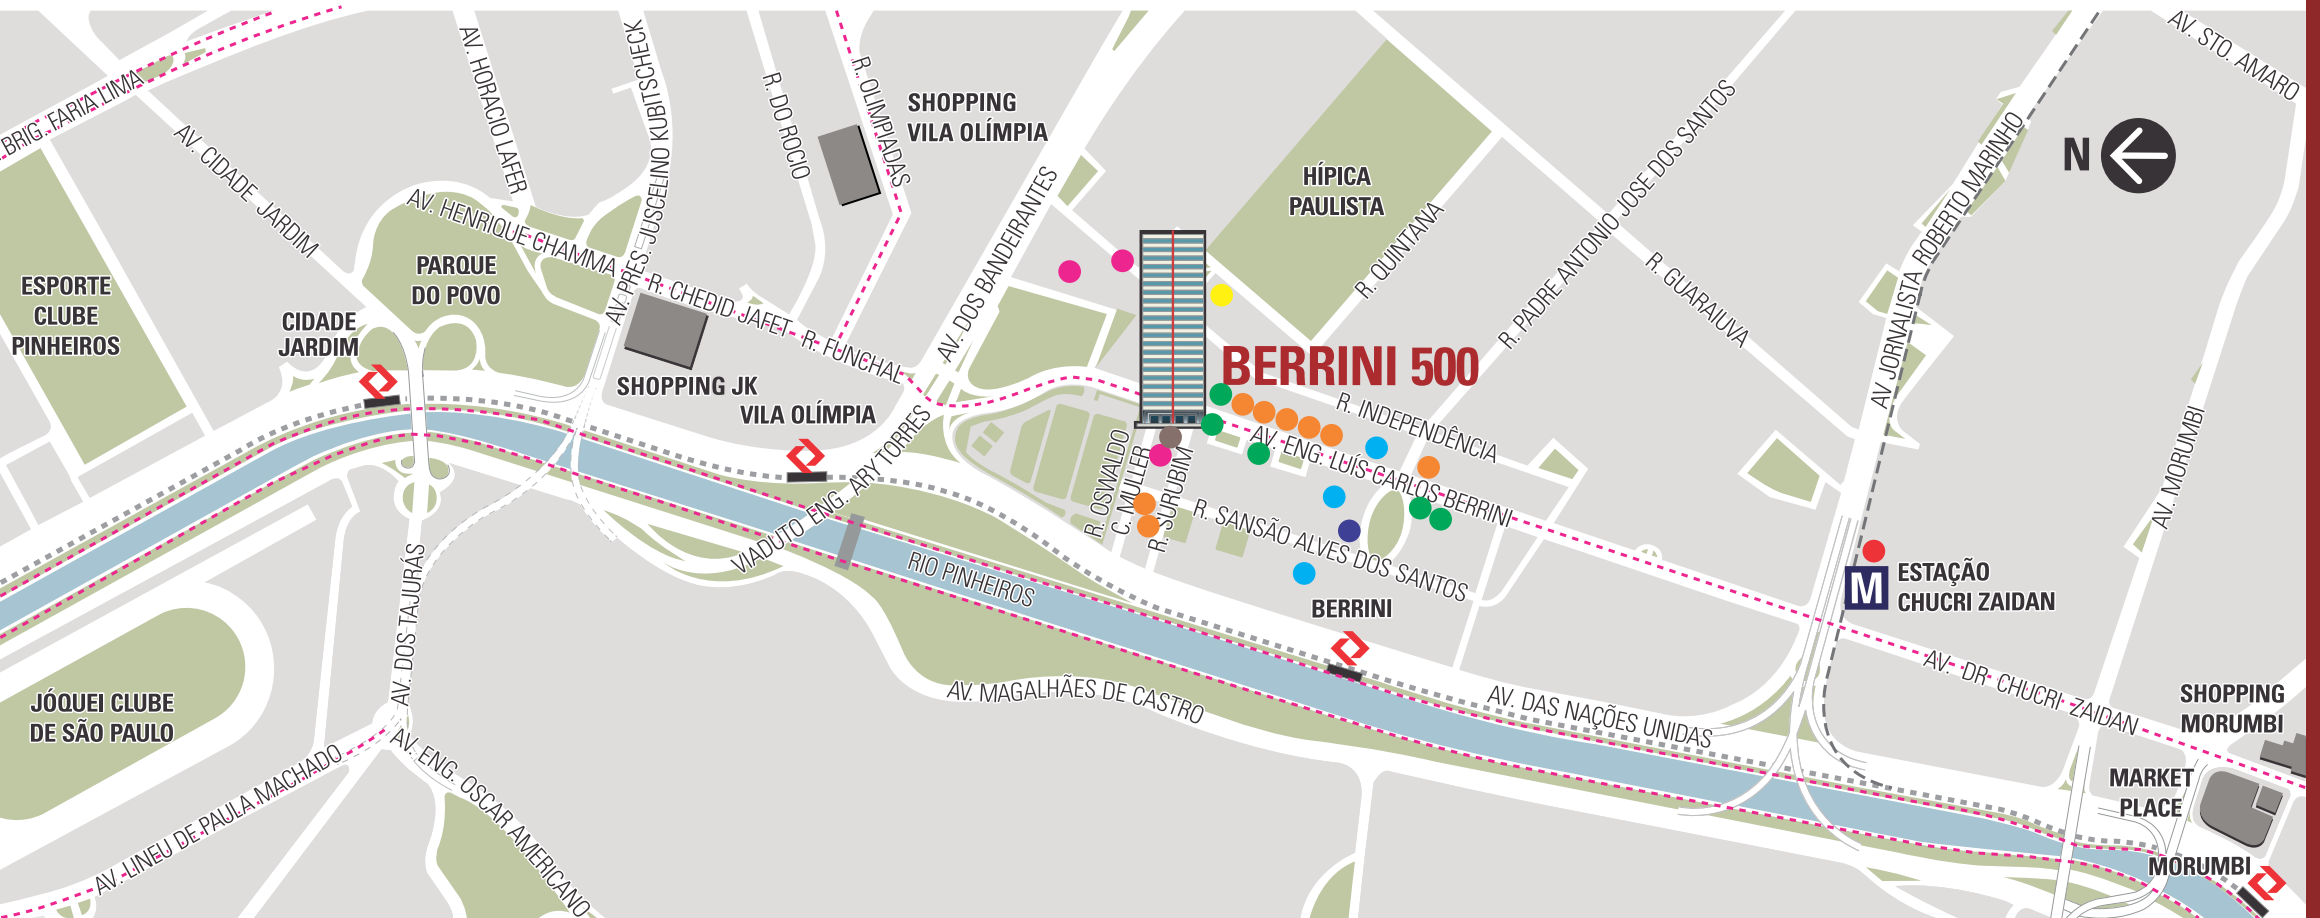 BRIG. FARIA LIMA
AV. CIDADE JARDIM
AV. HORACIO LAFER
AV. PRES. JUSCELINO KUBITSCHECK
R. DO ROCIO
R. OLIMPIADAS
SHOPPING
VILA OLÍMPIA
AV. STO. AMARO
N
AV. HENRIQUE CHAMMA
PARQUE
DO POVO
ESPORTE
CLUBE
PINHEIROS
CIDADE
JARDIM
R. CHEDID JAFET
R. FUNCHAL
SHOPPING JK
VILA OLÍMPIA
AV. DOS BANDEIRANTES
HÍPICA
PAULISTA
R. QUINTANA
R. PADRE ANTONIO JOSE DOS SANTOS
R. GUARAIUVA
AV JORNALISTA ROBERTO MARINHO
AV. MORUMBI
BERRINI 500
R. INDEPENDÊNCIA
AV. ENG. LUÍS CARLOS BERRINI
R. OSWALDO
C. MULLER
R. SURUBIM
R. SANSÃO ALVES DOS SANTOS
VIADUTO ENG. ARY TORRES
RIO PINHEIROS
BERRINI
M
ESTAÇÃO
CHUCRI ZAIDAN
AV. DOS TAJURÁS
JÓQUEI CLUBE
DE SÃO PAULO
AV. MAGALHÃES DE CASTRO
AV. DAS NAÇÕES UNIDAS
AV. DR. CHUCRI ZAIDAN
SHOPPING
MORUMBI
MARKET
PLACE
MORUMBI
AV. LINEU DE PAULA MACHADO
AV. ENG. OSCAR AMERICANO